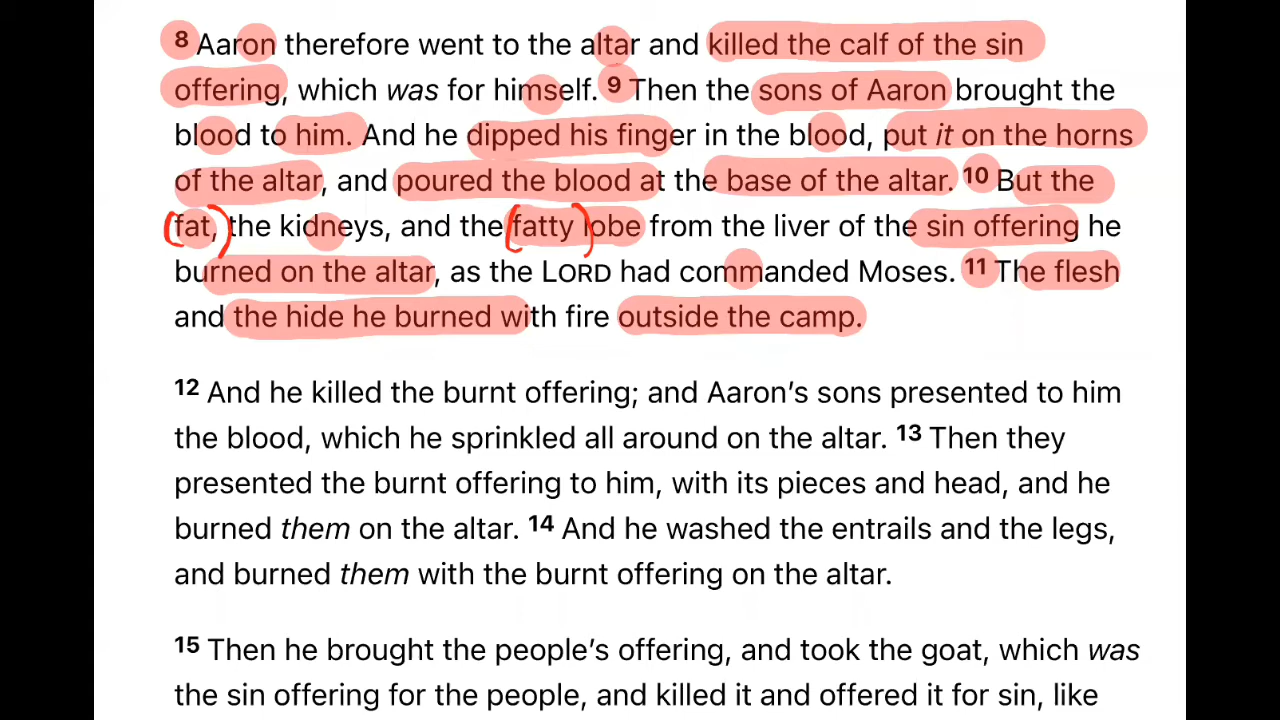 8 Aaron therefore went to the altar and killed the calf of the sin
offering, which was for himself. 9 Then the sons of Aaron brought the
blood to him. And he dipped his finger in the blood, put it on the horns
of the altar, and poured the blood at the base of the altar. 10 But the
fat, the kidneys, and the fatty lobe from the liver of the sin offering he
burned on the altar, as the LORD had commanded Moses. 11 The flesh
and the hide he burned with fire outside the camp.
12 And he killed the burnt offering; and Aaron’s sons presented to him
the blood, which he sprinkled all around on the altar. 13 Then they
presented the burnt offering to him, with its pieces and head, and he
burned them on the altar. 14 And he washed the entrails and the legs,
and burned them with the burnt offering on the altar.
15 Then he brought the people’s offering, and took the goat, which was
the sin offering for the people, and killed it and offered it for sin, like